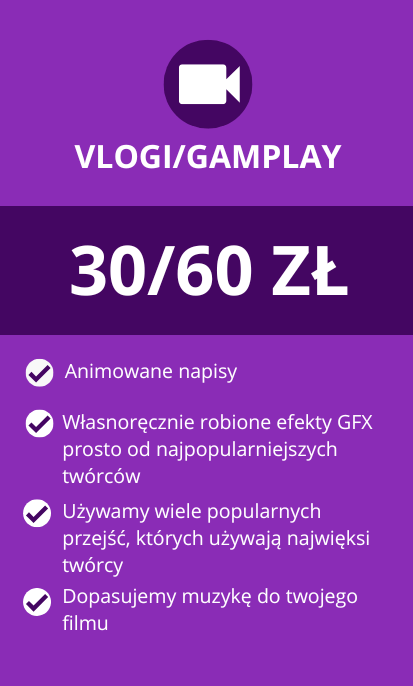 VLOGI/GAMPLAY
30/60 ZŁ
Animowane napisy
Własnoręcznie robione efekty GFX
prosto od najpopularniejszych
twórców
Używamy wiele popularnych
przejść, których używają najwięksi
twórcy
Dopasujemy muzykę do twojego
filmu